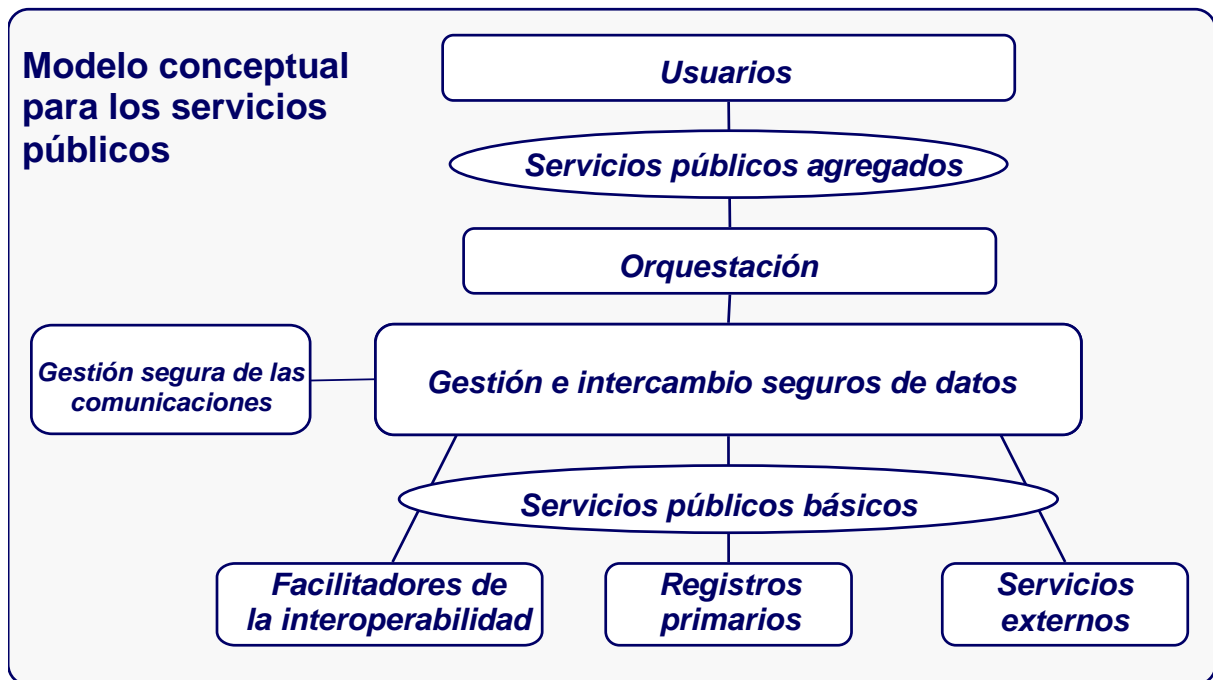 Modelo conceptual
para los servicios
públicos
Usuarios
Servicios públicos agregados
Orquestación
Gestión segura de las
comunicaciones
Gestión e intercambio seguros de datos
Servicios públicos básicos
Facilitadores de
la interoperabilidad
Registros
primarios
Servicios
externos